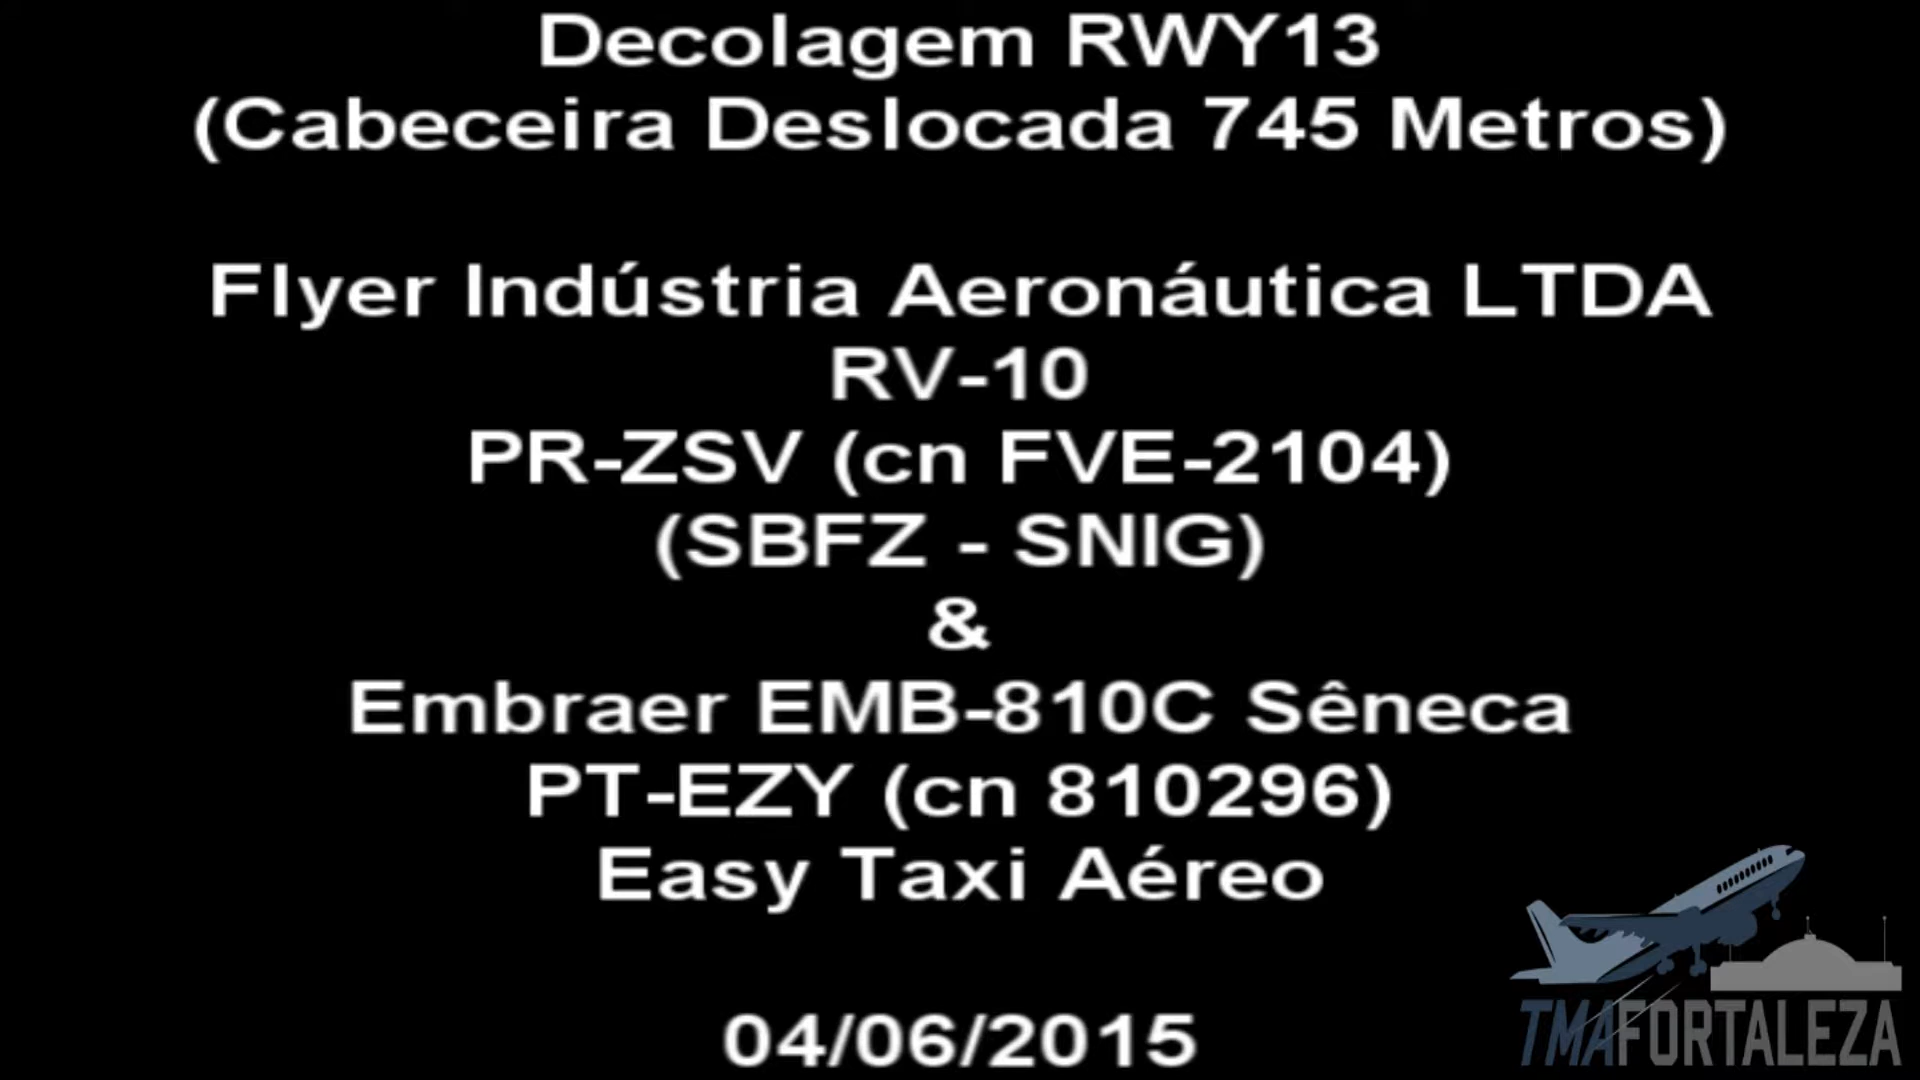 Decolagem RWY13
(Cabeceira Deslocada 745 Metros)
Flyer Indústria Aeronáutica LTDA
RV-10
PR-ZSV (cn FVE-2104)
(SBFZ - SNIG)
&
Embraer EMB-810C Sêneca
PT-EZY (cn 810296)
Easy Taxi Aéreo
04/06/2015
TMAFORTALEZA